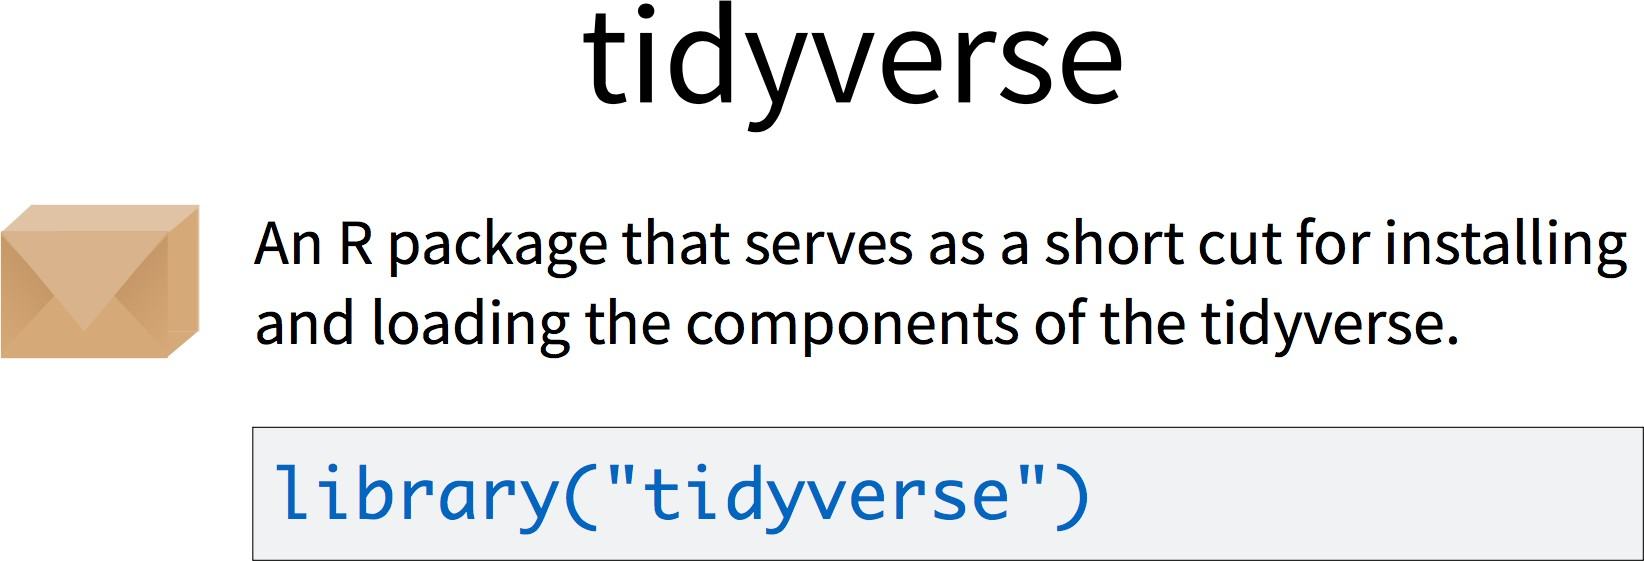 tidyverse
An R package that serves as a short cut for installing
and loading the components of the tidyverse.
library("tidyverse")